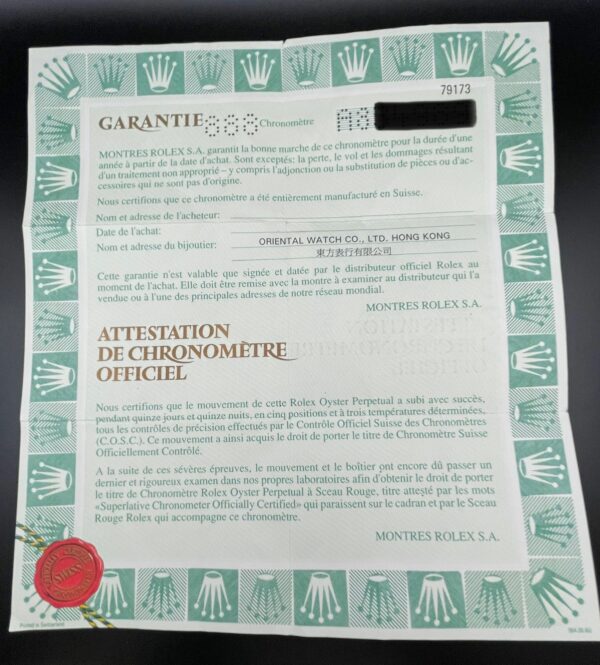 79173
GARANTIE 888 Chronomètre
MONTRES ROLEX S.A. garantit la bonne marche de ce chronomètre pour la durée d'une
année à partir de la date d'achat. Sont exceptés: la perte, le vol et les dommages résultant
d'un traitement non approprié – y compris l'adjonction ou la substitution de pièces ou d'ac-
cessoires qui ne sont pas d'origine.
Nous certifions que ce chronomètre a été entièrement manufacturé en Suisse.
Nom et adresse de l'acheteur:
Date de l'achat:
Nom et adresse du bijoutier: ORIENTAL WATCH CO., LTD. HONG KONG
東方表行有限公司
Cette garantie n'est valable que signée et datée par le distributeur officiel Rolex au
moment de l'achat. Elle doit être remise avec la montre à examiner au distributeur qui l'a
vendue ou à l'une des principales adresses de notre réseau mondial.
MONTRES ROLEX S.A.
ATTESTATION
DE CHRONOMÈTRE
OFFICIEL
Nous certifions que le mouvement de cette Rolex Oyster Perpetual a subi avec succès,
pendant quinze jours et quinze nuits, en cinq positions et à trois températures déterminées,
tous les contrôles de précision effectués par le Contrôle Officiel Suisse des Chronomètres
(C.O.S.C.). Ce mouvement a ainsi acquis le droit de porter le titre de Chronomètre Suisse
Officiellement Contrôlé.
A la suite de ces sévères épreuves, le mouvement et le boîtier ont encore dû passer un
dernier et rigoureux examen dans nos propres laboratoires afin d'obtenir le droit de porter
le titre de Chronomètre Rolex Oyster Perpetual à Sceau Rouge, titre attesté par les mots
«Superlative Chronometer Officially Certified» qui paraissent sur le cadran et par le Sceau
Rouge Rolex qui accompagne ce chronomètre.
MONTRES ROLEX S.A.
SWISS
Printed in Switzerland